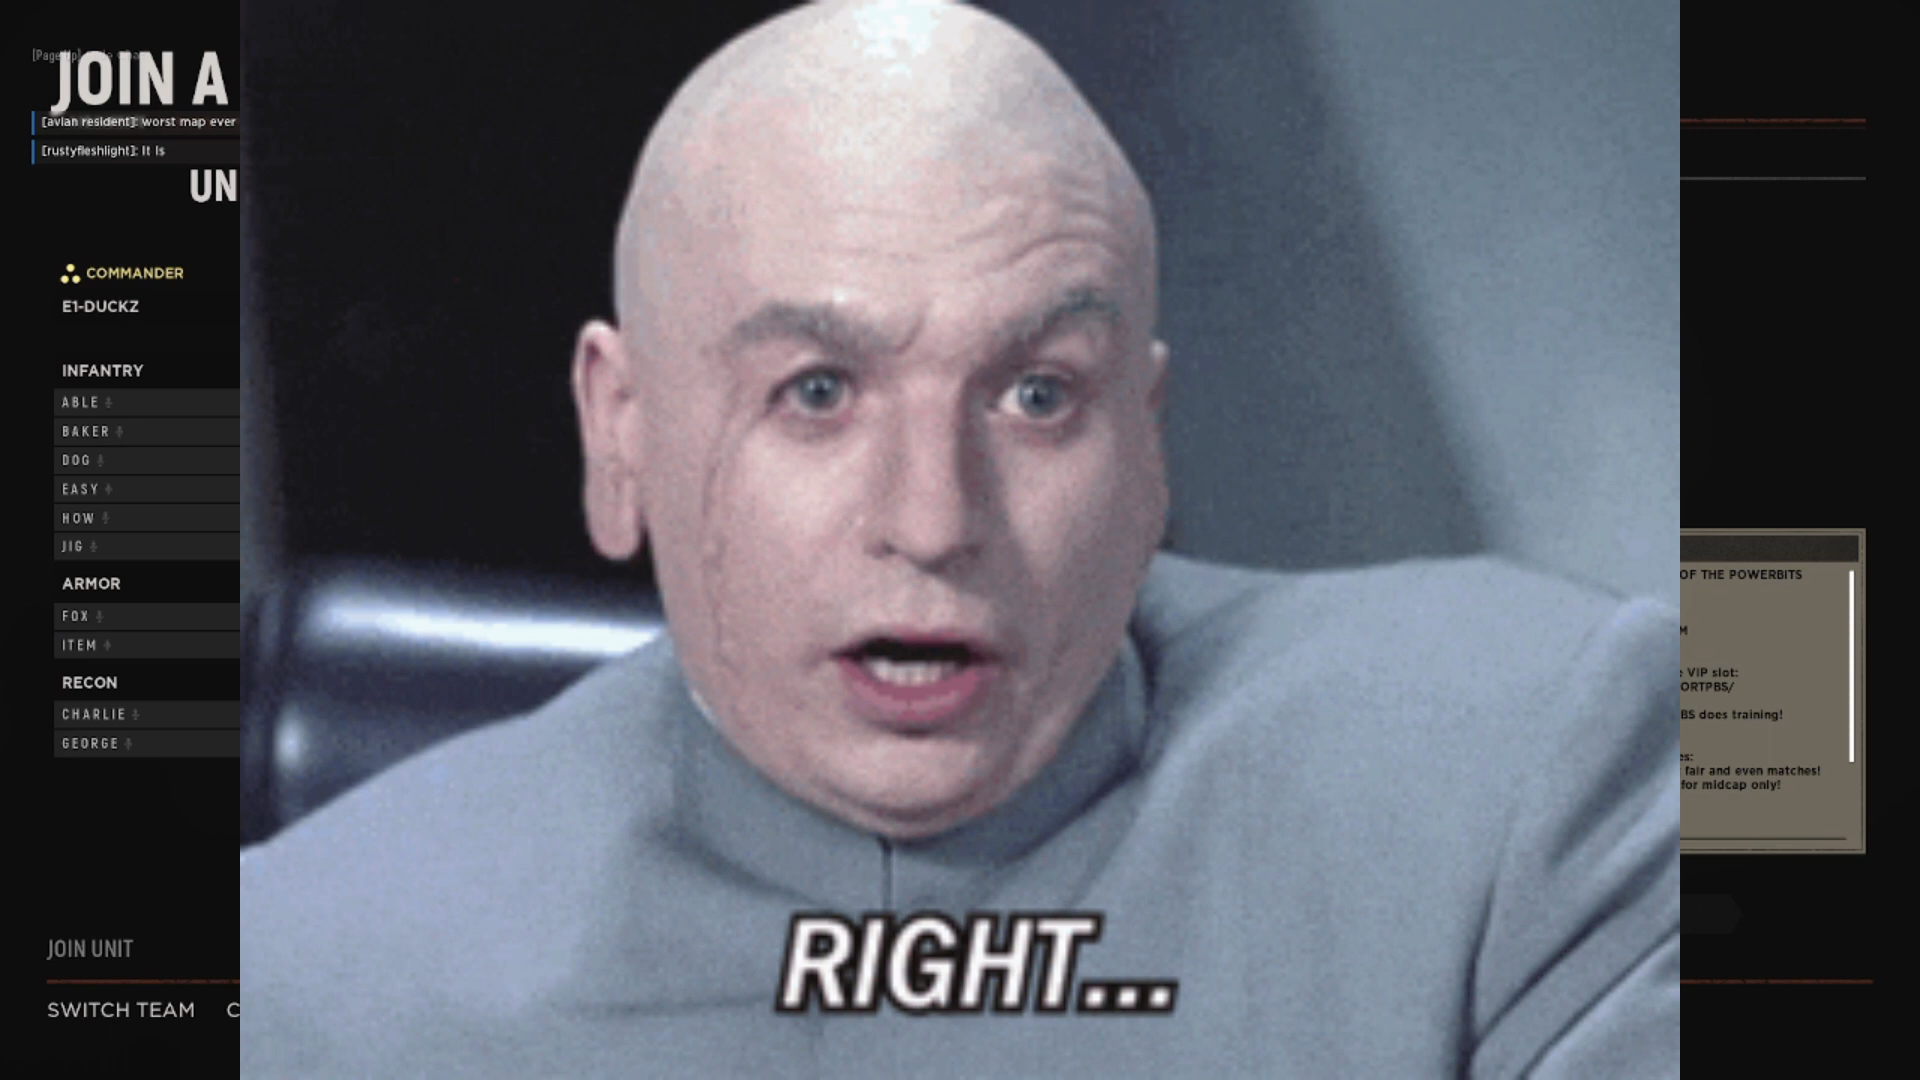 JOIN A
[avian resident]: worst map ever
[rustyfleshlight]: It Is
UN
COMMANDER
E1-DUCKZ
INFANTRY
ABLE
BAKER
DOG
EASY
HOW
JIG
ARMOR
FOX
ITEM
RECON
CHARLIE
GEORGE
JOIN UNIT
SWITCH TEAM
C
RIGHT...
OF THE POWERBITS
M
VIP slot:
ORTPBS/
BS does training!
es:
fair and even matches!
for midcap only!